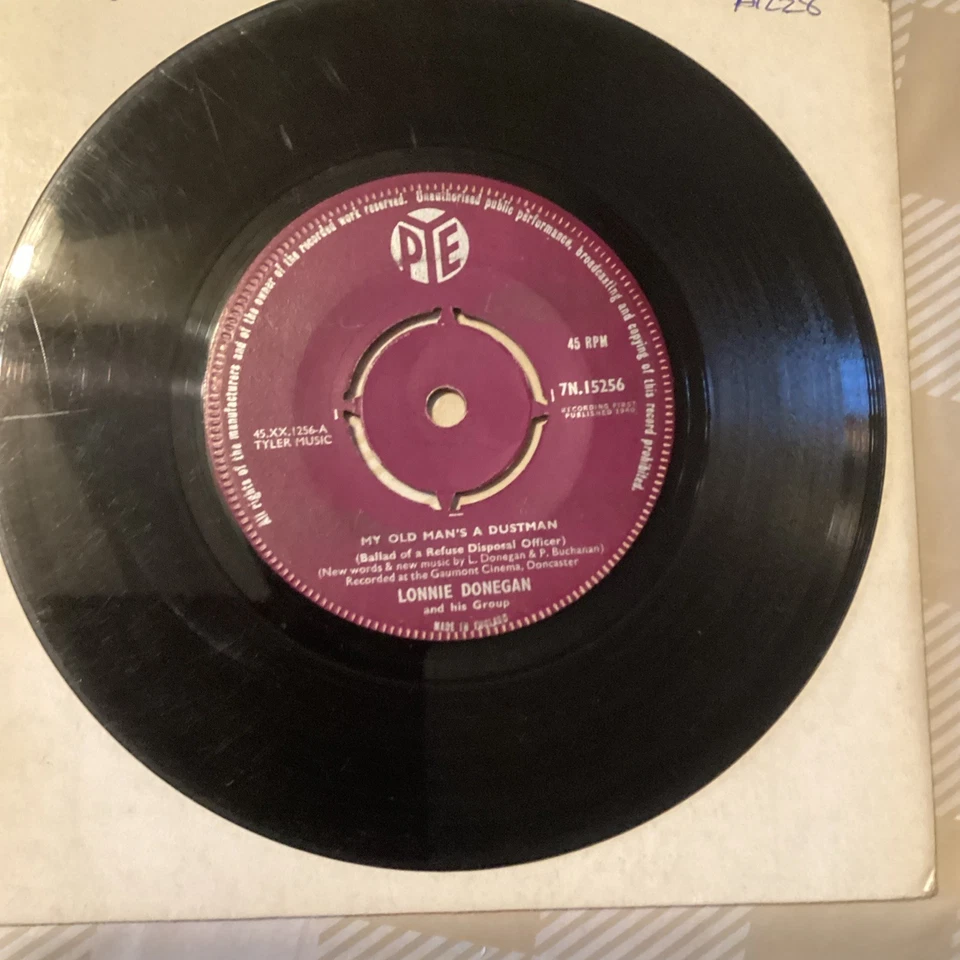 A1228
All rights of the manufacturers and of the owner of the recorded work reserved. Unauthorised public performance, broadcasting and copying of this record prohibited.
PYE
45 RPM
7N.15256
RECORDING FIRST
PUBLISHED 1960
45.XX.1256-A
TYLER MUSIC
MY OLD MAN'S A DUSTMAN
(Ballad of a Refuse Disposal Officer)
(New words & new music by L. Donegan & P. Buchanan)
Recorded at the Gaumont Cinema, Doncaster
LONNIE DONEGAN
and his Group
MADE IN ENGLAND